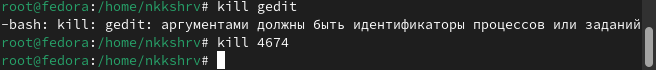 root@fedora:/home/nkkshrv# kill gedit
-bash: kill: gedit: аргументами должны быть идентификаторы процессов или заданий
root@fedora:/home/nkkshrv# kill 4674
root@fedora:/home/nkkshrv#